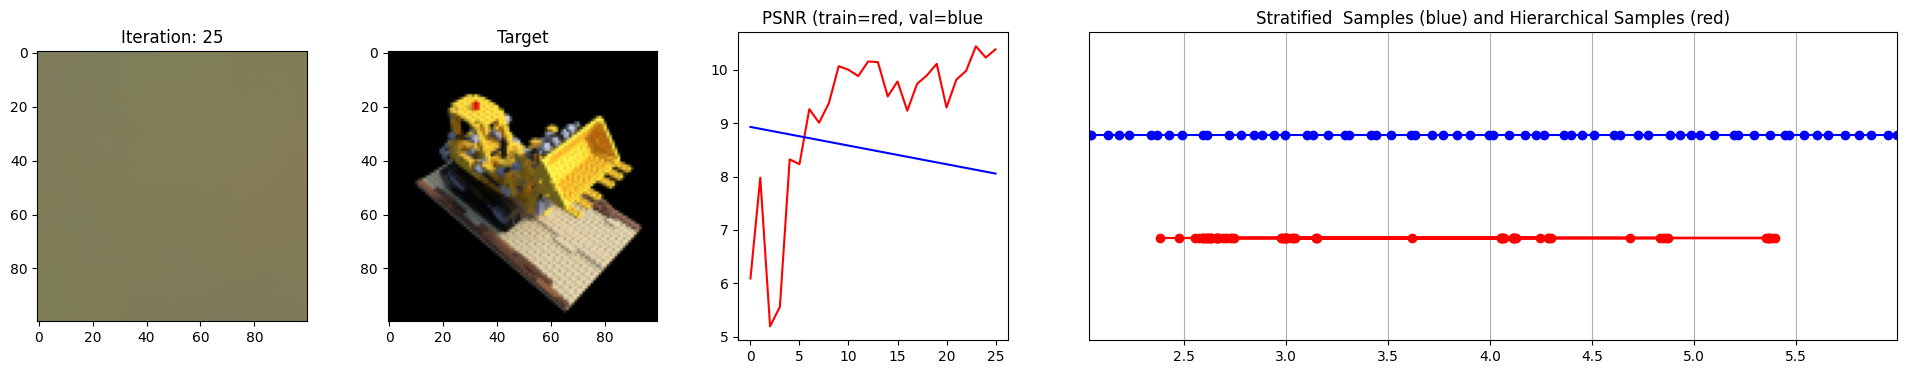 Iteration: 25
0
20
40
60
80
0 20 40 60 80
Target
0
20
40
60
80
0 20 40 60 80
PSNR (train=red, val=blue
10
9
8
7
6
5
0 5 10 15 20 25
Stratified  Samples (blue) and Hierarchical Samples (red)
2.5 3.0 3.5 4.0 4.5 5.0 5.5